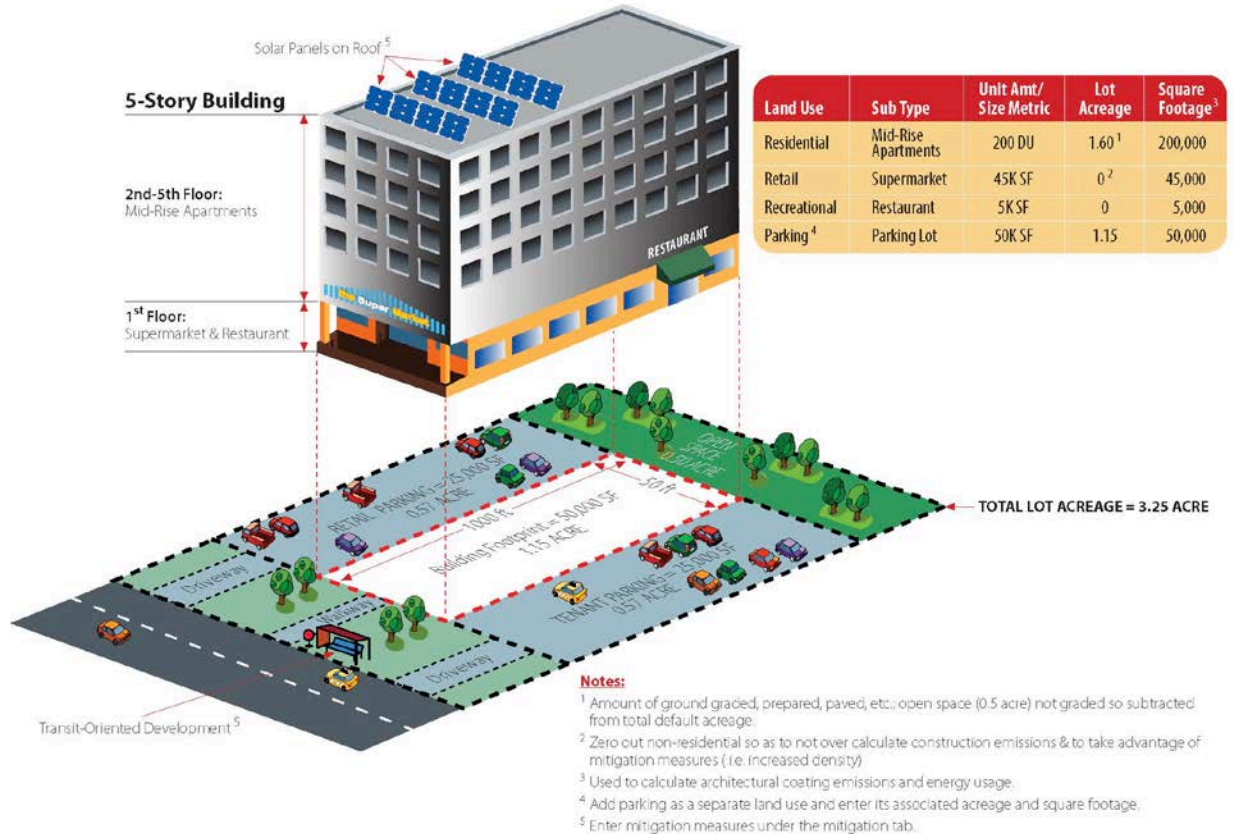 Solar Panels on Roof 5
5-Story Building
2nd-5th Floor:
Mid-Rise Apartments
1st Floor:
Supermarket & Restaurant
RESTAURANT
Super
Land Use Sub Type Unit Amt/ Size Metric Lot Acreage Square Footage3
Residential Mid-Rise Apartments 200 DU 1.60 1 200,000
Retail Supermarket 45K SF 0 2 45,000
Recreational Restaurant 5K SF 0 5,000
Parking 4 Parking Lot 50K SF 1.15 50,000
OPEN
SPACE
0.50 ACRE
RETAIL PARKING = 25,000 SF
0.57 ACRE
1000 ft
50 ft
Building Footprint = 50,000 SF
1.15 ACRE
TENANT PARKING = 25,000 SF
0.57 ACRE
TOTAL LOT ACREAGE = 3.25 ACRE
Driveway
Walkway
Driveway
Transit-Oriented Development 5
Notes:
1 Amount of ground graded, prepared, paved, etc.; open space (0.5 acre) not graded so subtracted
from total default acreage.
2 Zero out non-residential so as to not over calculate construction emissions & to take advantage of
mitigation measures ( i.e. increased density)
3 Used to calculate architectural coating emissions and energy usage.
4 Add parking as a separate land use and enter its associated acreage and square footage.
5 Enter mitigation measures under the mitigation tab.